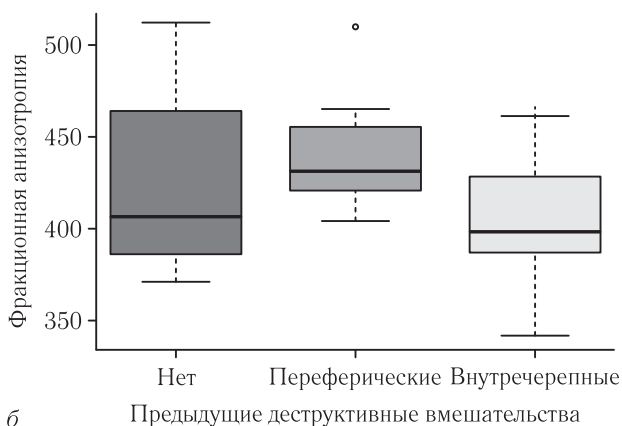 Фракционная анизотропия
500
450
400
350
Нет Переферические Внутречерепные
б Предыдущие деструктивные вмешательства